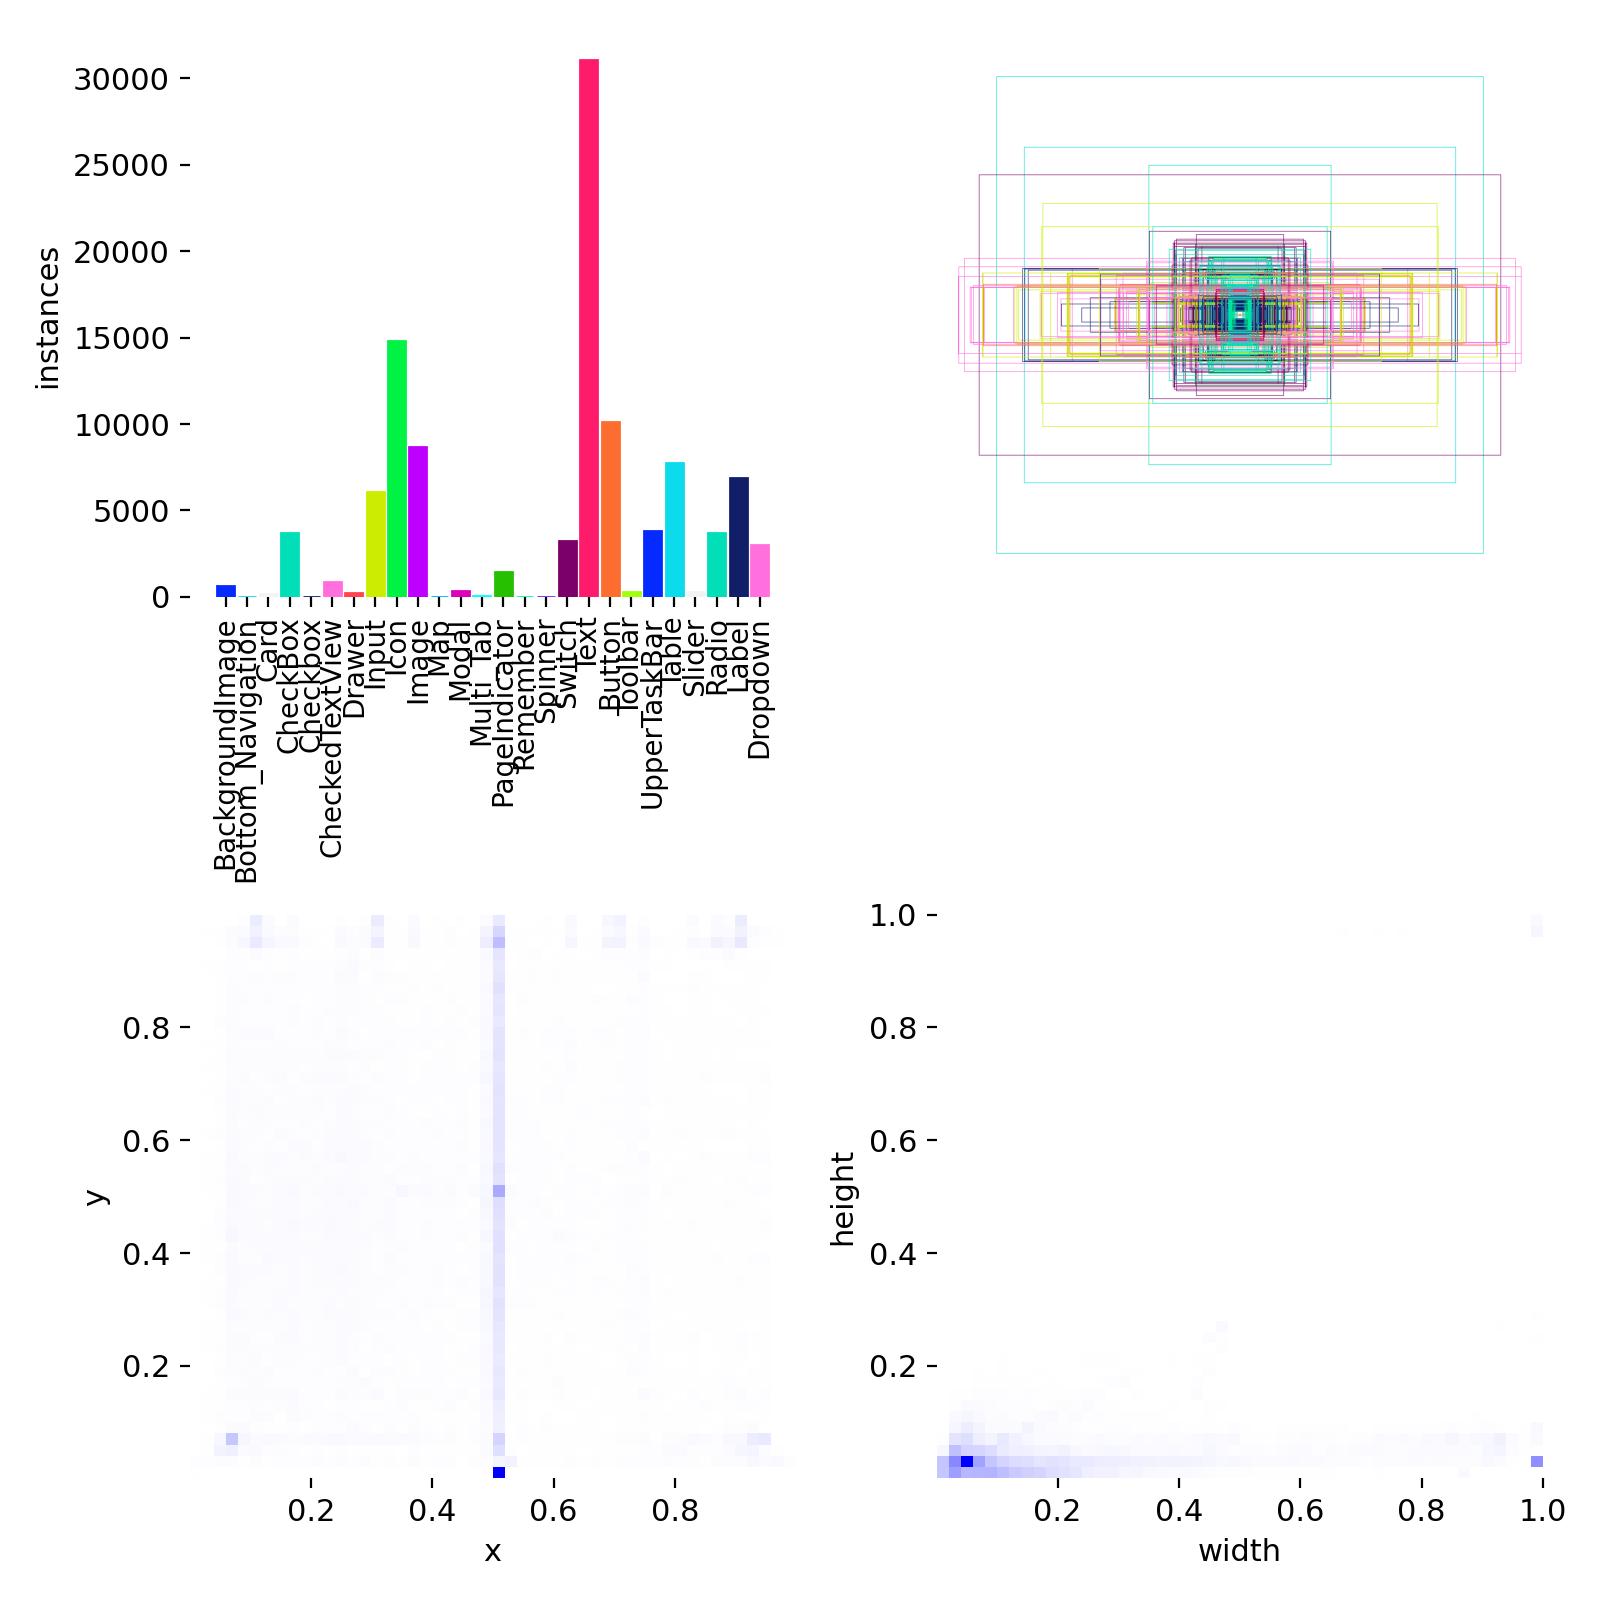 30000
25000
20000
15000
10000
5000
0
instances
BackgroundImage
Bottom_Navigation
Card
CheckBox
Checkbox
CheckedTextView
Drawer
Input
Icon
Image
Map
Modal
Multi_Tab
PageIndicator
Remember
Spinner
Switch
Text
Button
Toolbar
UpperTaskBar
Table
Slider
Radio
Label
Dropdown
0.8
0.6
0.4
0.2
y
0.2 0.4 0.6 0.8
x
1.0
0.8
0.6
0.4
0.2
height
0.2 0.4 0.6 0.8 1.0
width